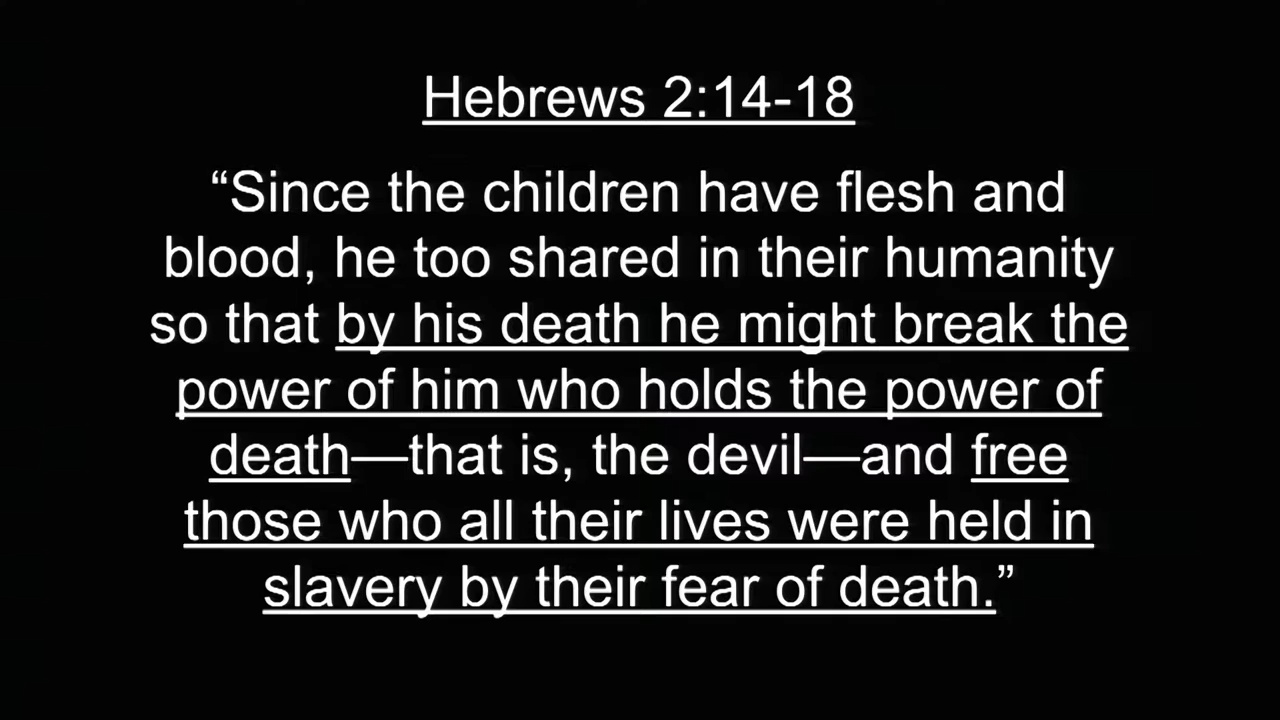 Hebrews 2:14-18
“Since the children have flesh and
blood, he too shared in their humanity
so that by his death he might break the
power of him who holds the power of
death—that is, the devil—and free
those who all their lives were held in
slavery by their fear of death.”